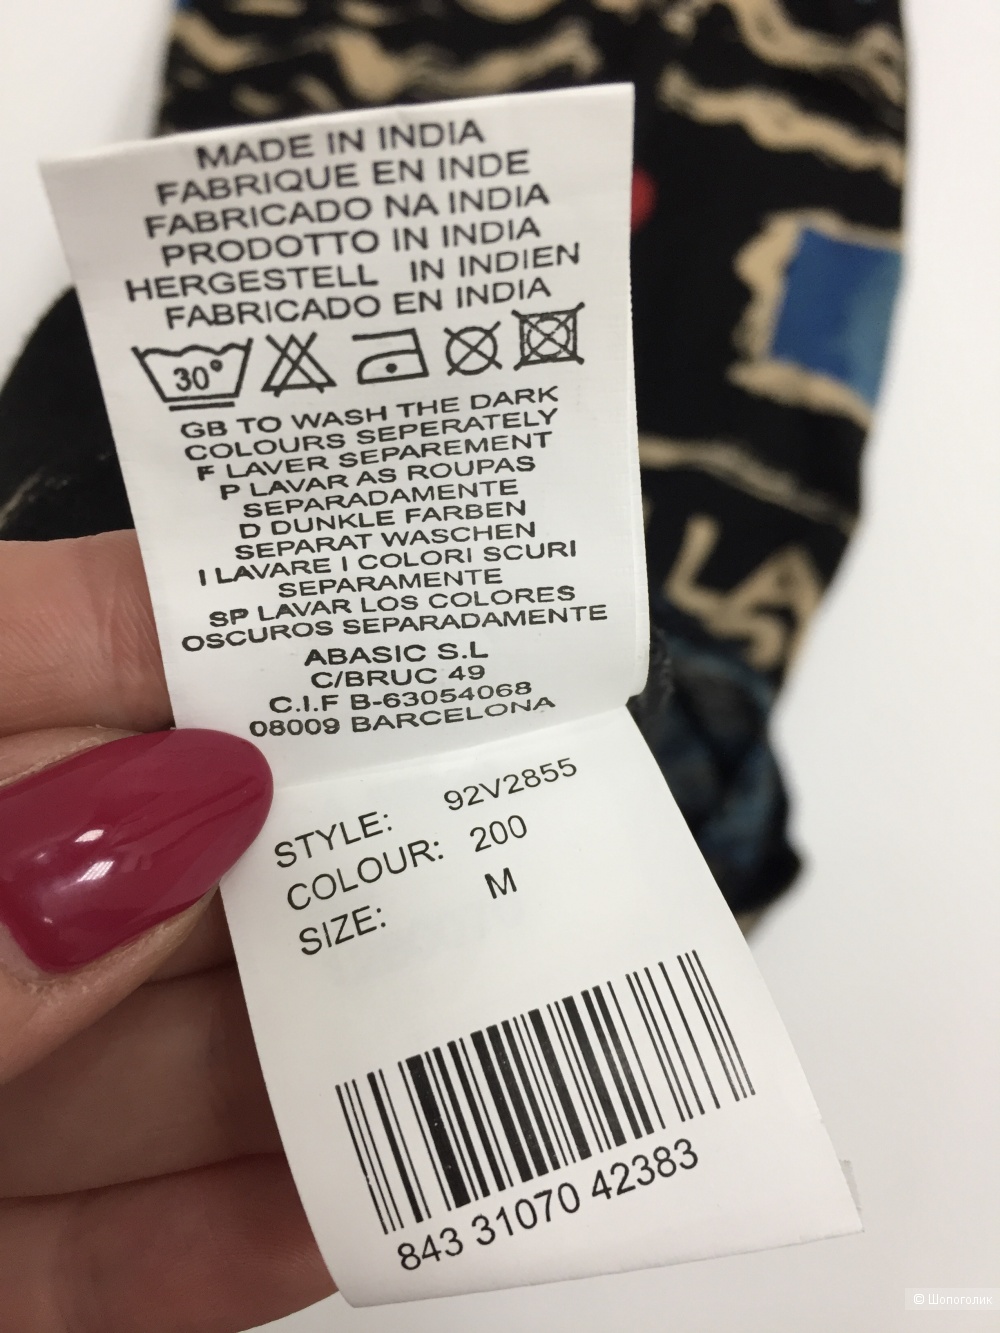 MADE IN INDIA
FABRIQUE EN INDE
FABRICADO NA INDIA
PRODOTTO IN INDIA
HERGESTELL IN INDIEN
FABRICADO EN INDIA
30°
GB TO WASH THE DARK
COLOURS SEPERATELY
F LAVER SEPAREMENT
P LAVAR AS ROUPAS
SEPARADAMENTE
D DUNKLE FARBEN
SEPARAT WASCHEN
I LAVARE I COLORI SCURI
SEPARAMENTE
SP LAVAR LOS COLORES
OSCUROS SEPARADAMENTE
ABASIC S.L
C/BRUC 49
C.I.F B-63054068
08009 BARCELONA
STYLE: 92V2855
COLOUR: 200
SIZE: M
843 31070 42383
LA
© Шопоголик